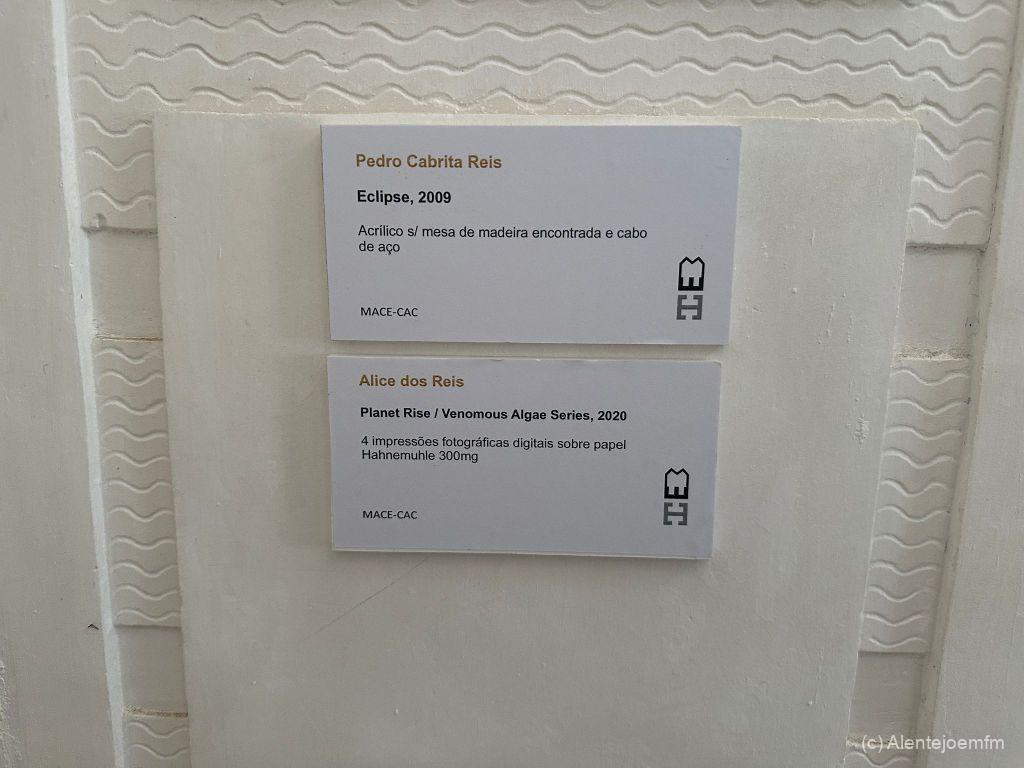 Pedro Cabrita Reis
Eclipse, 2009
Acrílico s/ mesa de madeira encontrada e cabo
de aço
MACE-CAC
Alice dos Reis
Planet Rise / Venomous Algae Series, 2020
4 impressões fotográficas digitais sobre papel
Hahnemuhle 300mg
MACE-CAC
(c) Alentejoemfm